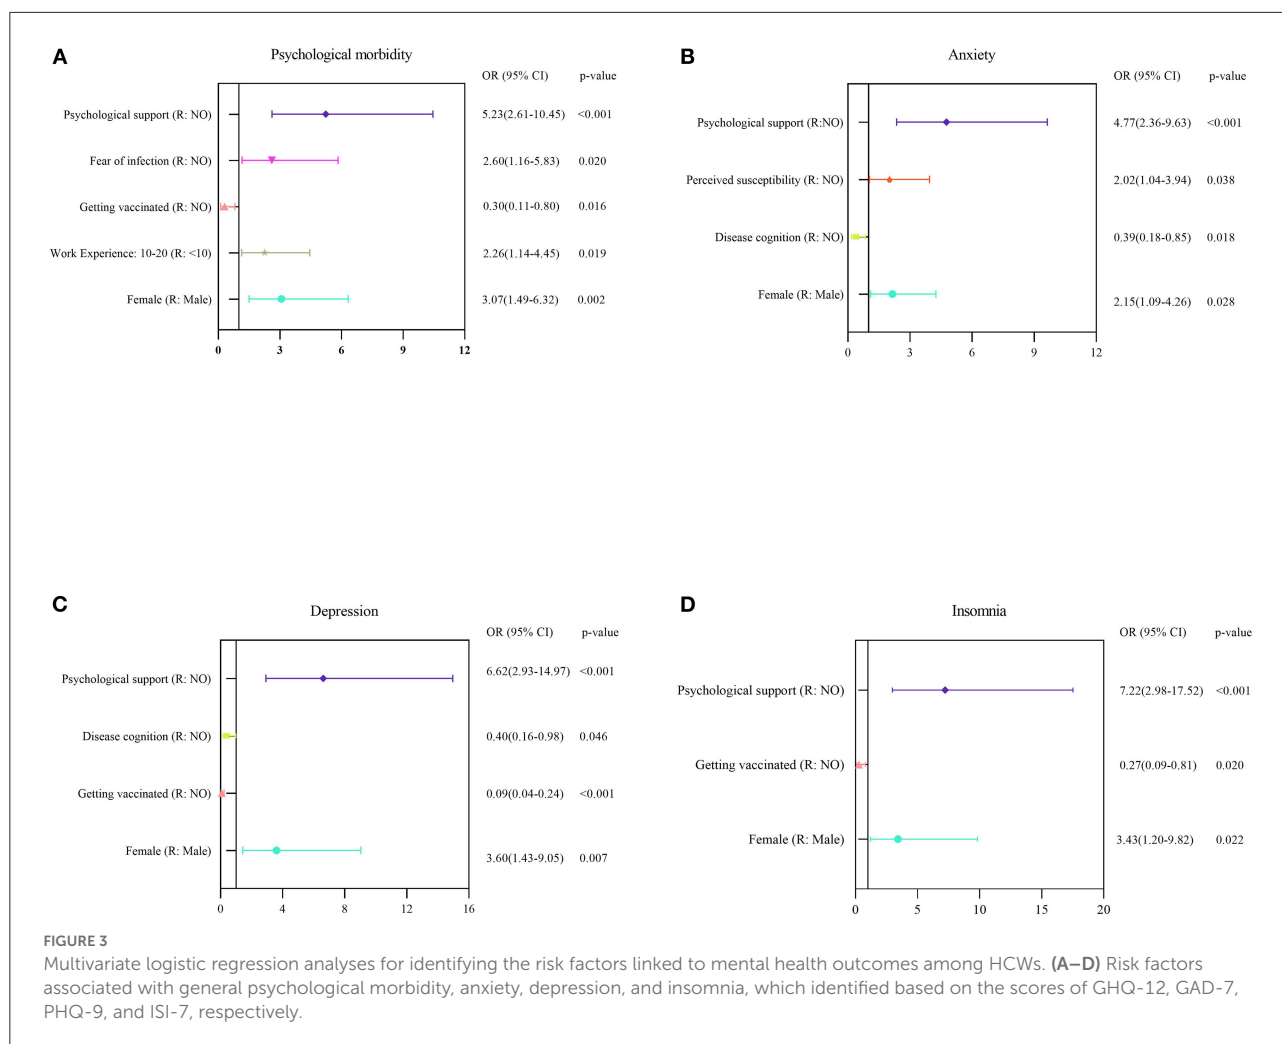 A
Psychological morbidity
OR (95% CI) p-value
Psychological support (R: NO) 5.23(2.61-10.45) <0.001
Fear of infection (R: NO) 2.60(1.16-5.83) 0.020
Getting vaccinated (R: NO) 0.30(0.11-0.80) 0.016
Work Experience: 10-20 (R: <10) 2.26(1.14-4.45) 0.019
Female (R: Male) 3.07(1.49-6.32) 0.002
0 3 6 9 12
B
Anxiety
OR (95% CI) p-value
Psychological support (R:NO) 4.77(2.36-9.63) <0.001
Perceived susceptibility (R: NO) 2.02(1.04-3.94) 0.038
Disease cognition (R: NO) 0.39(0.18-0.85) 0.018
Female (R: Male) 2.15(1.09-4.26) 0.028
0 3 6 9 12
C
Depression
OR (95% CI) p-value
Psychological support (R: NO) 6.62(2.93-14.97) <0.001
Disease cognition (R: NO) 0.40(0.16-0.98) 0.046
Getting vaccinated (R: NO) 0.09(0.04-0.24) <0.001
Female (R: Male) 3.60(1.43-9.05) 0.007
0 4 8 12 16
D
Insomnia
OR (95% CI) p-value
Psychological support (R: NO) 7.22(2.98-17.52) <0.001
Getting vaccinated (R: NO) 0.27(0.09-0.81) 0.020
Female (R: Male) 3.43(1.20-9.82) 0.022
0 5 10 15 20
FIGURE 3
Multivariate logistic regression analyses for identifying the risk factors linked to mental health outcomes among HCWs. (A–D) Risk factors
associated with general psychological morbidity, anxiety, depression, and insomnia, which identified based on the scores of GHQ-12, GAD-7,
PHQ-9, and ISI-7, respectively.